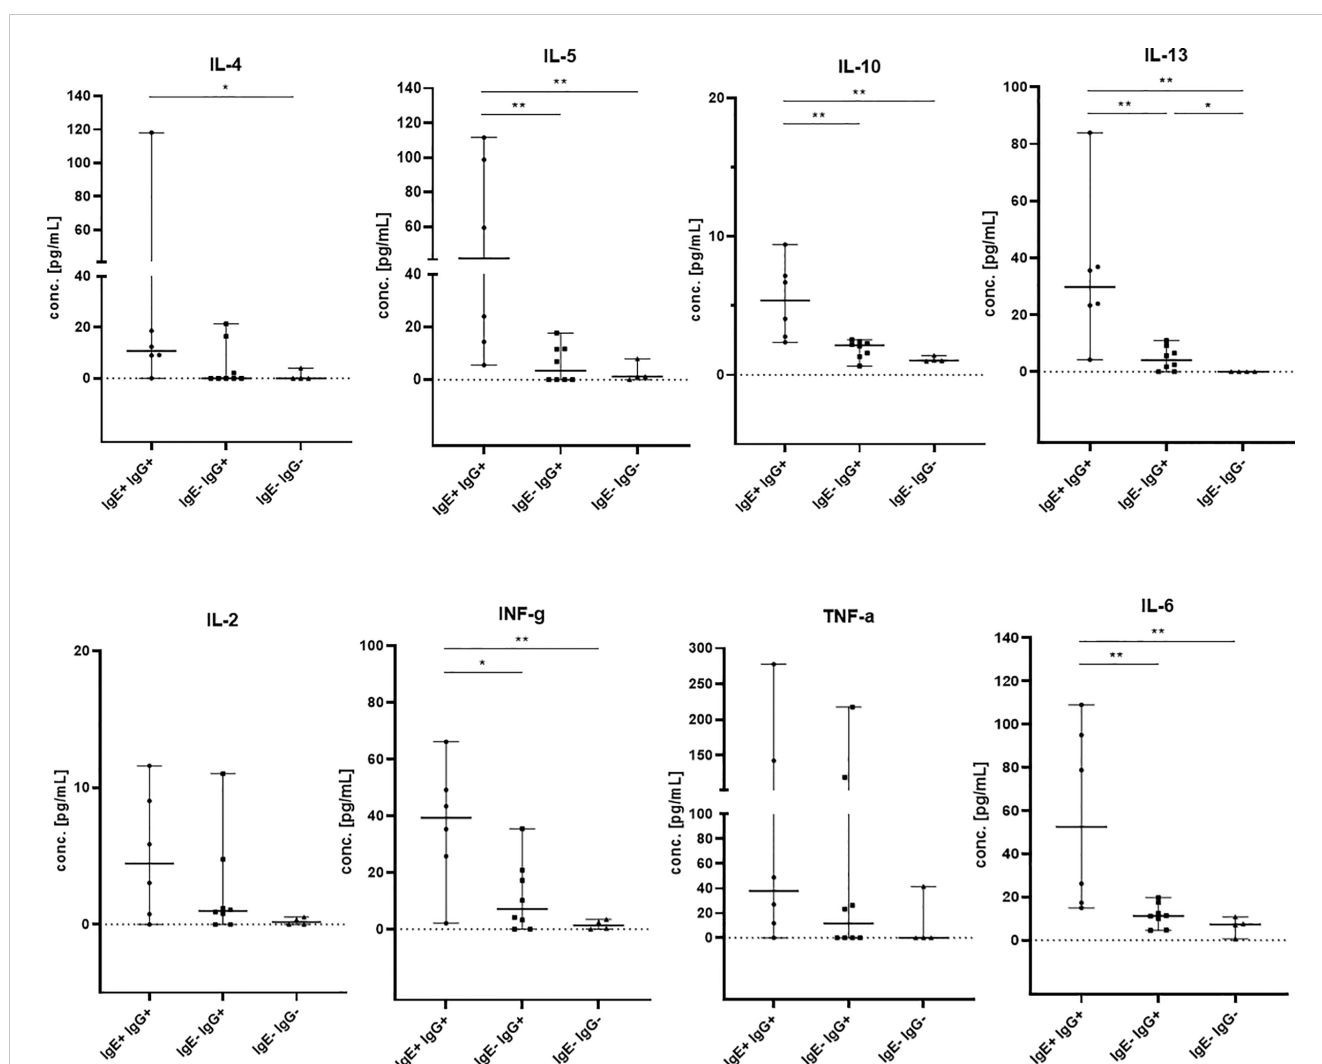 IL-4
*
140
120
100
80
60
40
20
0
conc. [pg/mL]
IgE+ IgG+
IgE- IgG+
IgE- IgG-
IL-5
**
**
140
120
100
80
60
40
20
0
conc. [pg/mL]
IgE+ IgG+
IgE- IgG+
IgE- IgG-
IL-10
**
**
20
10
0
conc. [pg/mL]
IgE+ IgG+
IgE- IgG+
IgE- IgG-
IL-13
**
**
*
100
80
60
40
20
0
conc. [pg/mL]
IgE+ IgG+
IgE- IgG+
IgE- IgG-
IL-2
20
10
0
conc. [pg/mL]
IgE+ IgG+
IgE- IgG+
IgE- IgG-
INF-g
**
*
100
80
60
40
20
0
conc. [pg/mL]
IgE+ IgG+
IgE- IgG+
IgE- IgG-
TNF-a
300
250
200
150
100
80
60
40
20
0
conc. [pg/mL]
IgE+ IgG+
IgE- IgG+
IgE- IgG-
IL-6
**
**
140
120
100
80
60
40
20
0
conc. [pg/mL]
IgE+ IgG+
IgE- IgG+
IgE- IgG-